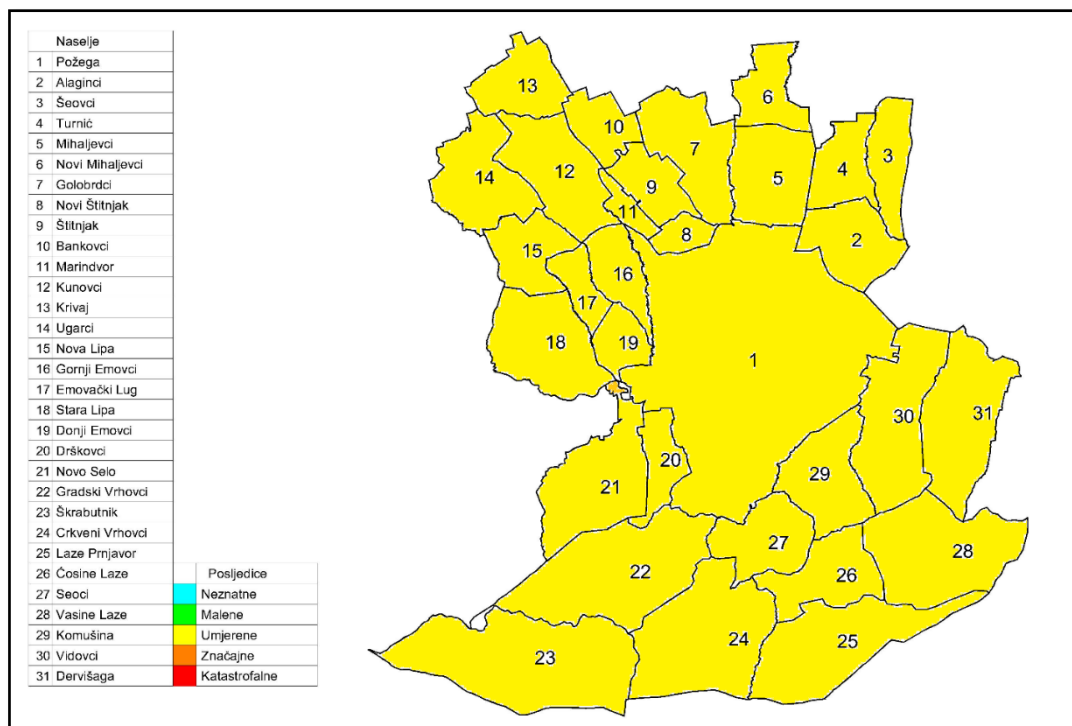 Naselje
1 Požega
2 Alaginci
3 Šeovci
4 Turnić
5 Mihaljevci
6 Novi Mihaljevci
7 Golobrdci
8 Novi Štitnjak
9 Štitnjak
10 Bankovci
11 Marindvor
12 Kunovci
13 Krivaj
14 Ugarci
15 Nova Lipa
16 Gornji Emovci
17 Emovački Lug
18 Stara Lipa
19 Donji Emovci
20 Drškovci
21 Novo Selo
22 Gradski Vrhovci
23 Škrabutnik
24 Crkveni Vrhovci
25 Laze Prnjavor
26 Ćosine Laze
27 Seoci
28 Vasine Laze
29 Komušina
30 Vidovci
31 Dervišaga
Posljedice
Neznatne
Malene
Umjerene
Značajne
Katastrofalne
13
6
10
7
3
4
5
14
12
9
11
8
2
15
16
17
18
19
1
30
31
20
29
21
27
28
22
26
24
25
23